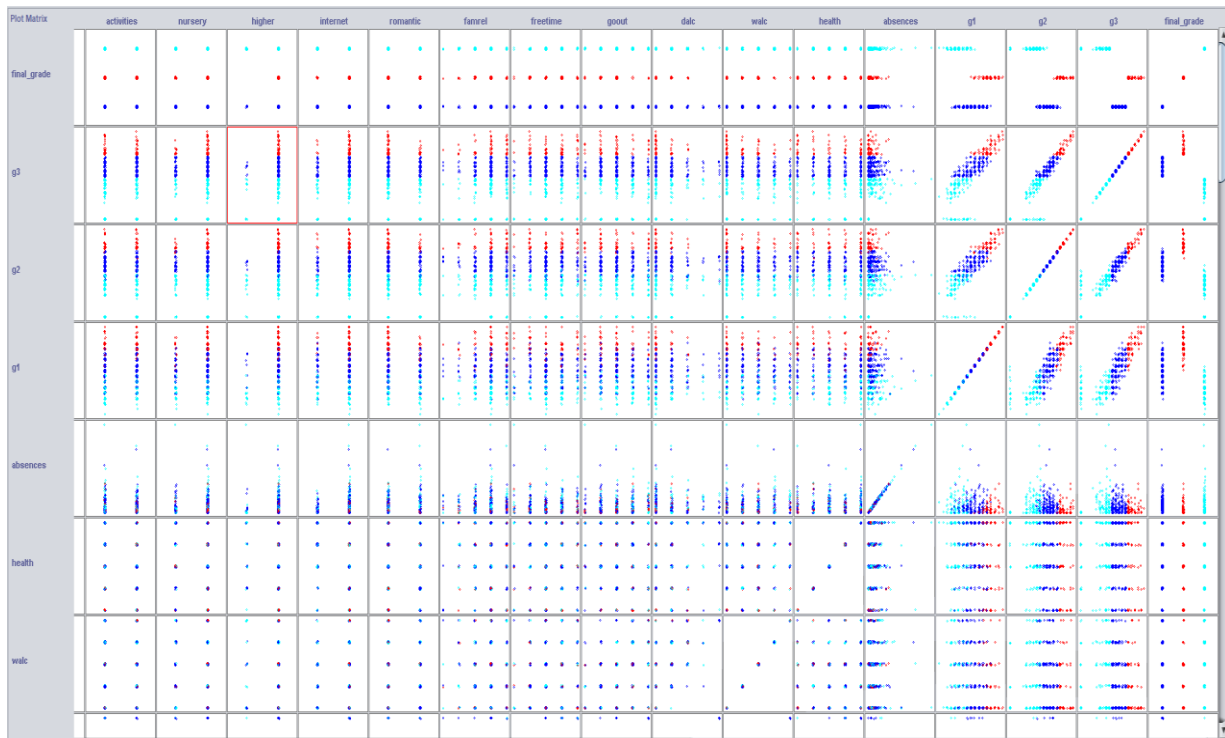 Plot Matrix activities nursery higher internet romantic famrel freetime goout dalc walc health absences g1 g2 g3 final_grade
final_grade
g3
g2
g1
absences
health
walc